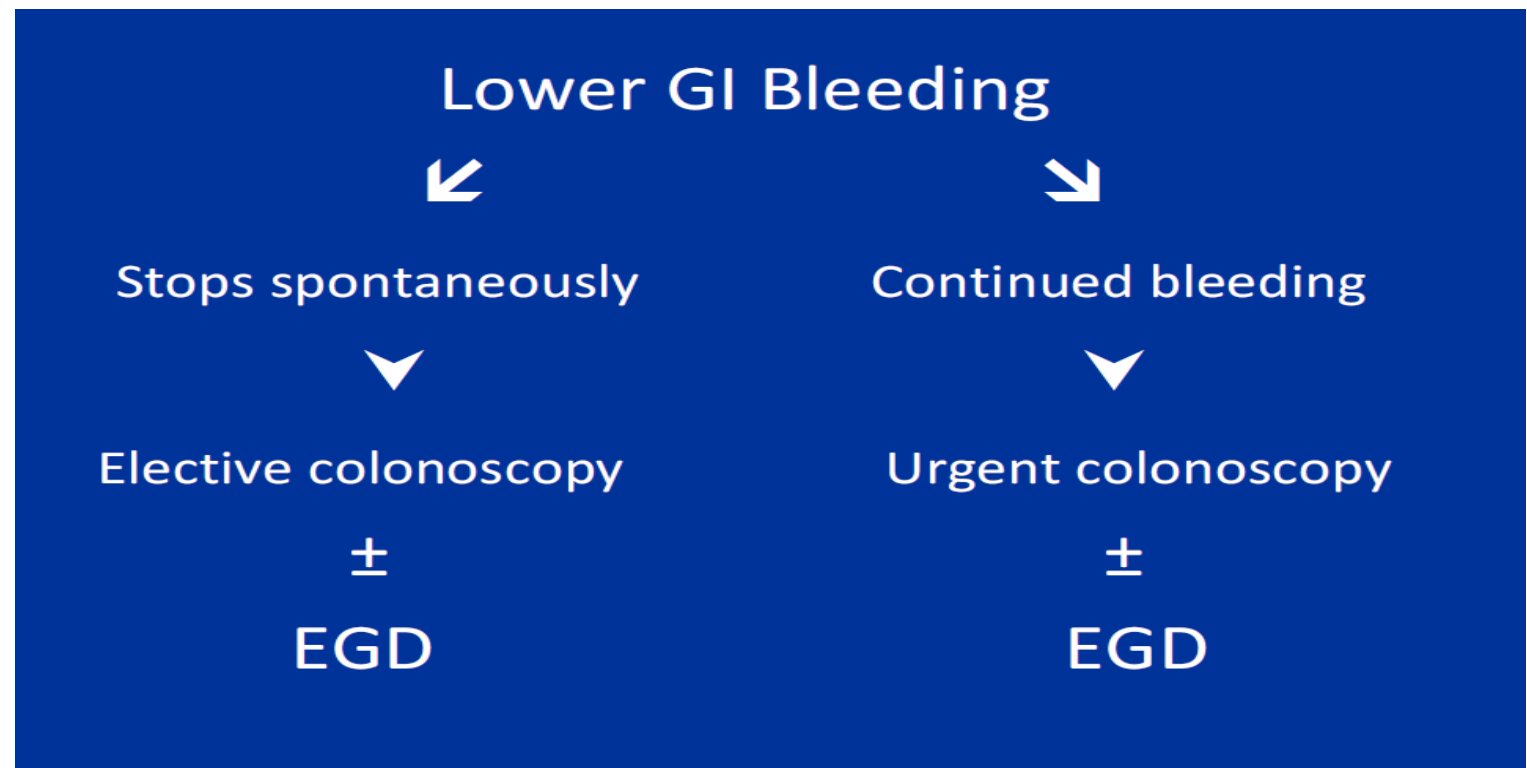 Lower GI Bleeding
Stops spontaneously
Continued bleeding
Elective colonoscopy
Urgent colonoscopy
±
±
EGD
EGD